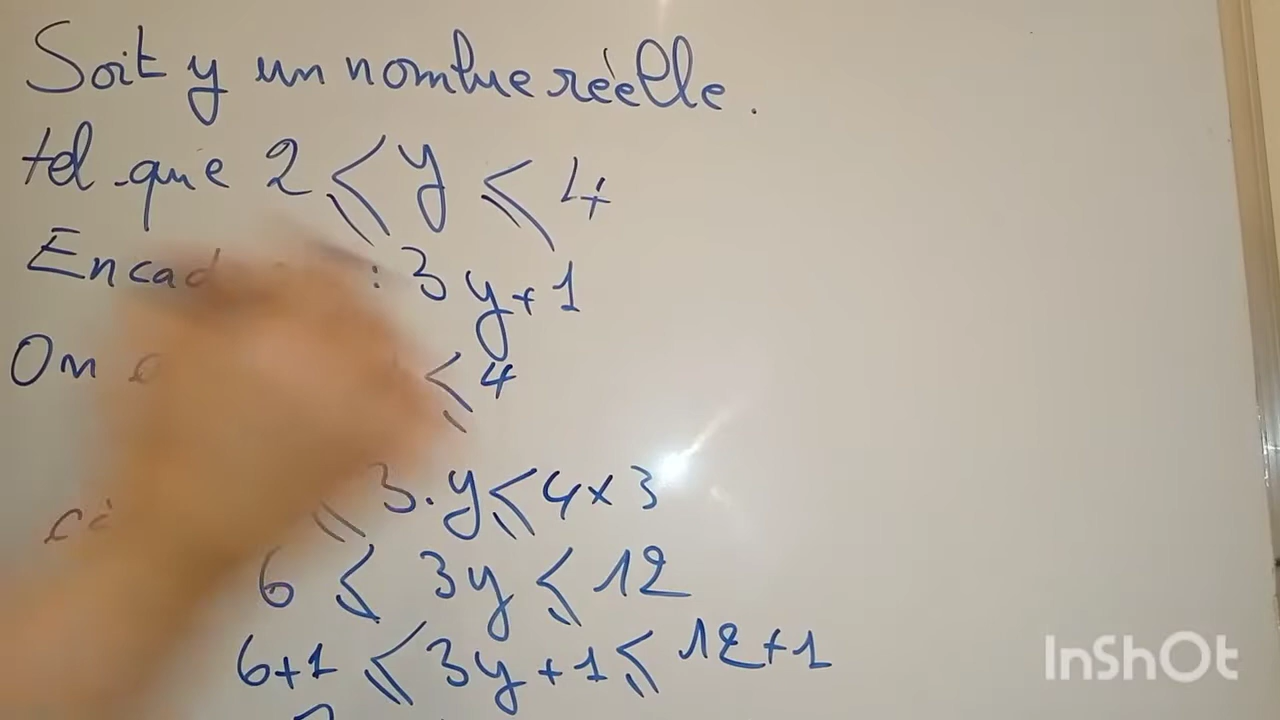 Soit y un nombre réelle.
tel que 2 ⩽ y ⩽ 4
: 3y+1
On ⩽ 4
⩽ 3.y ⩽ 4×3
6 ⩽ 3y ⩽ 12
6+1 ⩽ 3y+1 ⩽ 12+1
InShOt